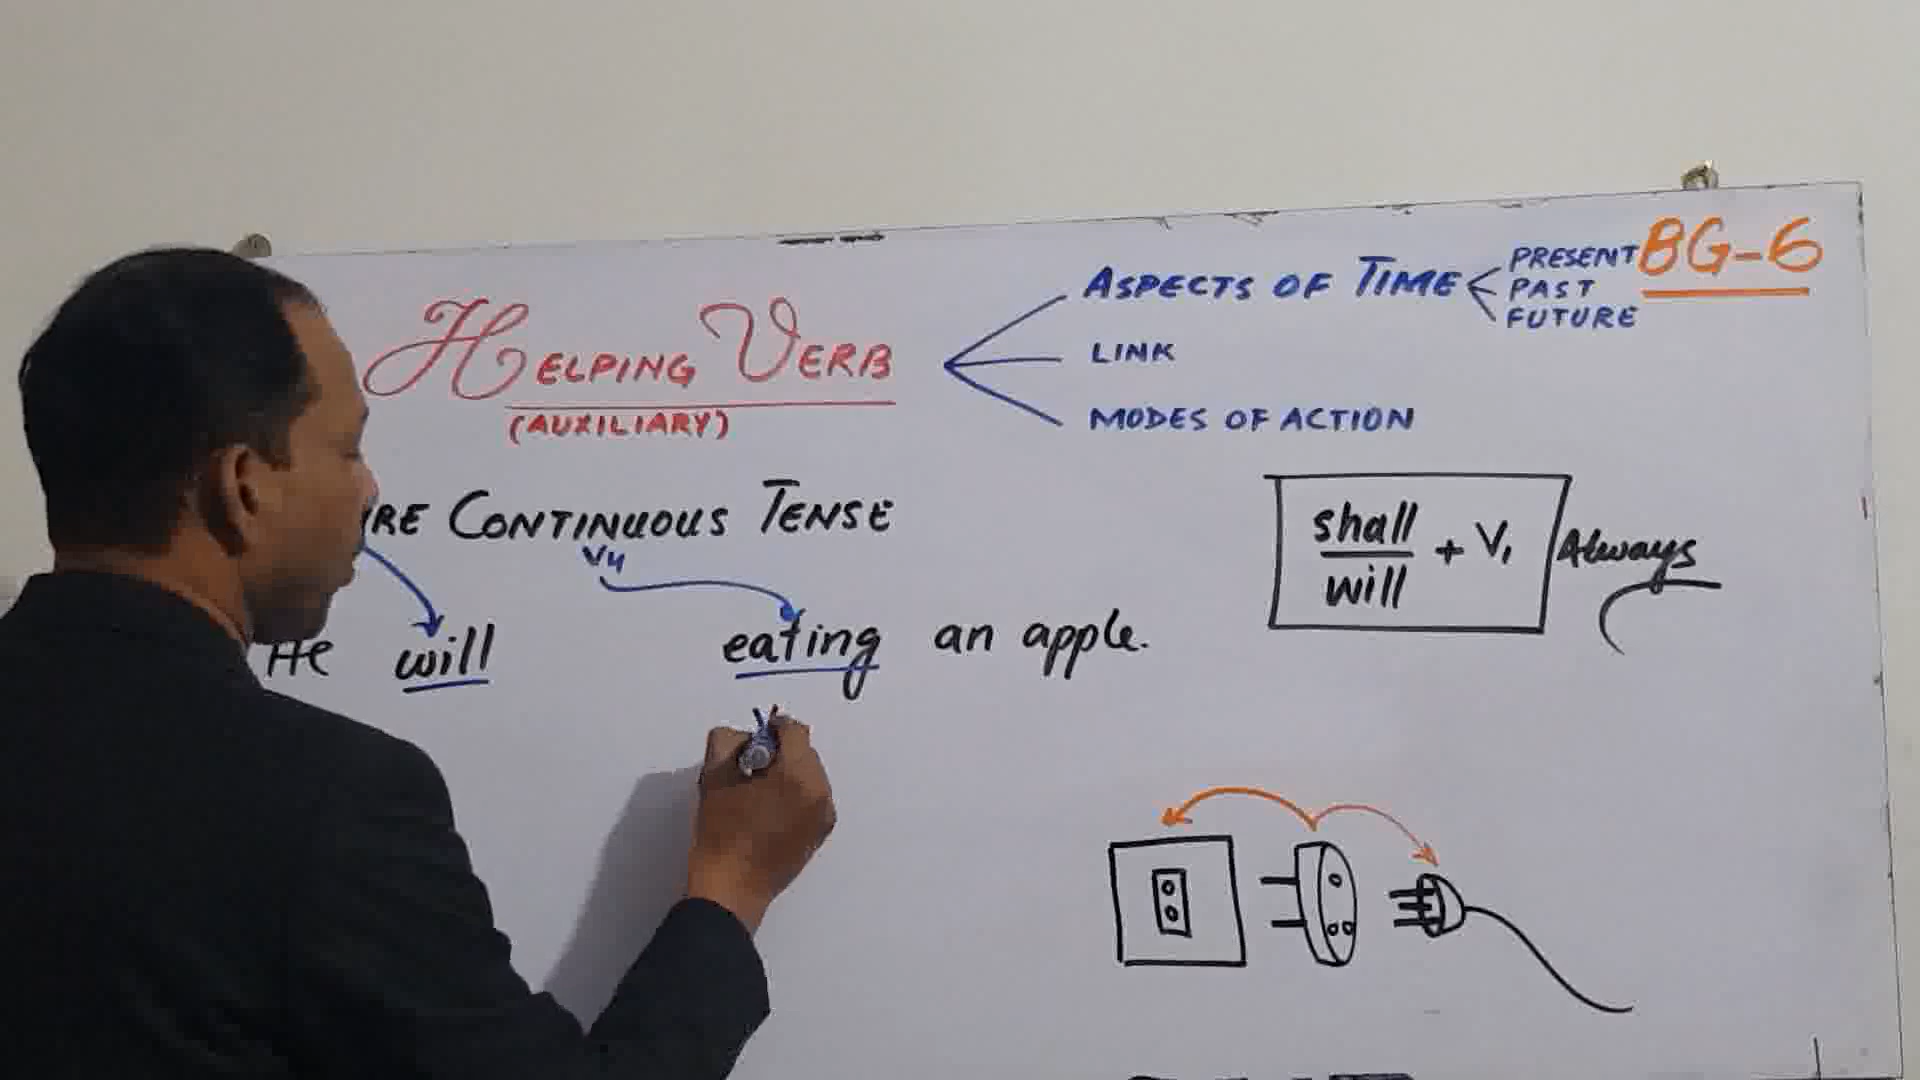 BG-6
ASPECTS OF TIME
PRESENT
PAST
FUTURE
HELPING VERB
(AUXILIARY)
LINK
MODES OF ACTION
RE CONTINUOUS TENSE
V4
shall
will
+ V1
Always
He will eating an apple.